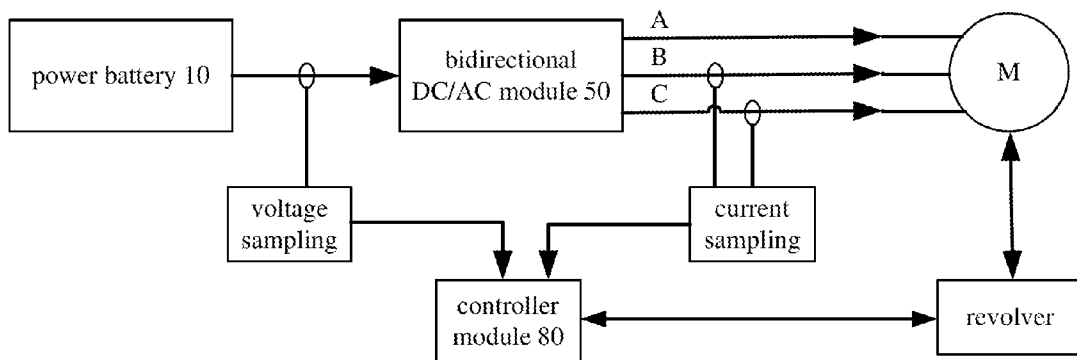 power battery 10
bidirectional
DC/AC module 50
A
B
C
M
voltage
sampling
current
sampling
controller
module 80
revolver